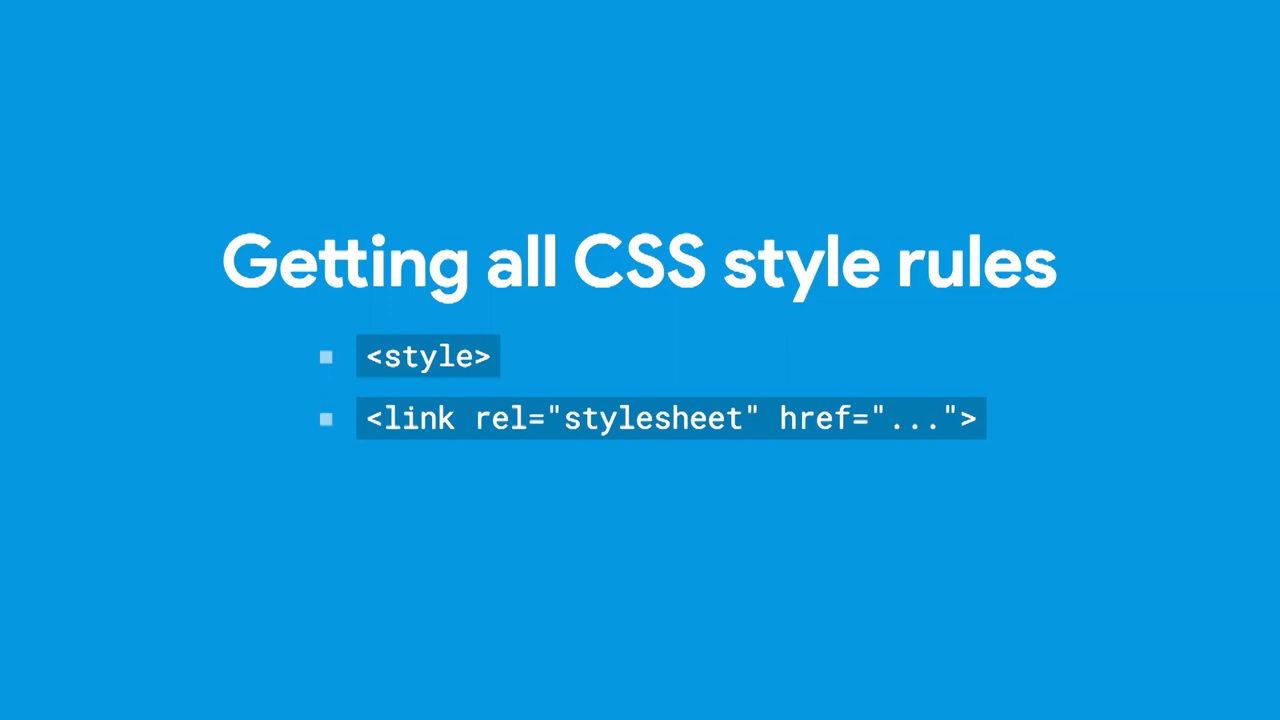 Getting all CSS style rules
<style>
<link rel="stylesheet" href="...">